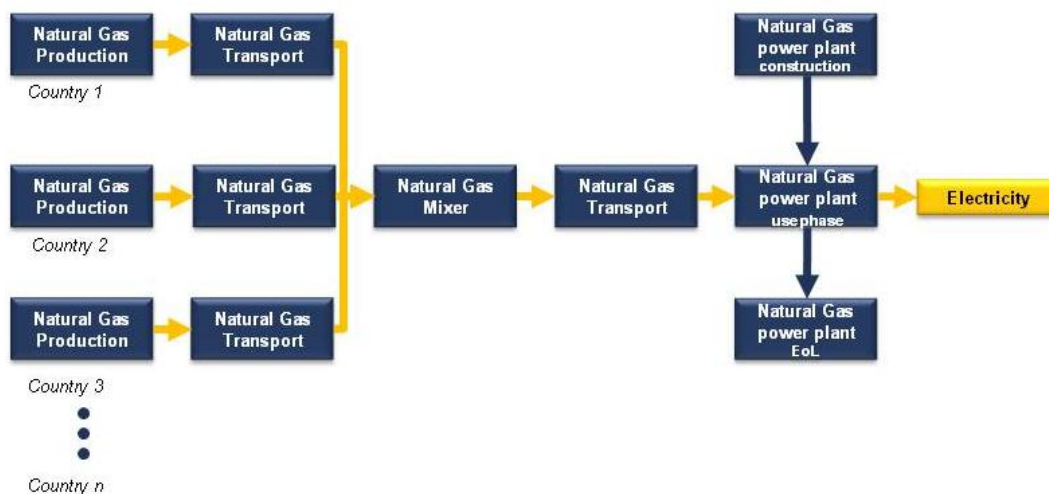 Natural Gas
Production
Natural Gas
Transport
Country 1
Natural Gas
power plant
construction
Natural Gas
Production
Natural Gas
Transport
Country 2
Natural Gas
Mixer
Natural Gas
Transport
Natural Gas
power plant
use phase
Electricity
Natural Gas
Production
Natural Gas
Transport
Country 3
Natural Gas
power plant
EoL
Country n